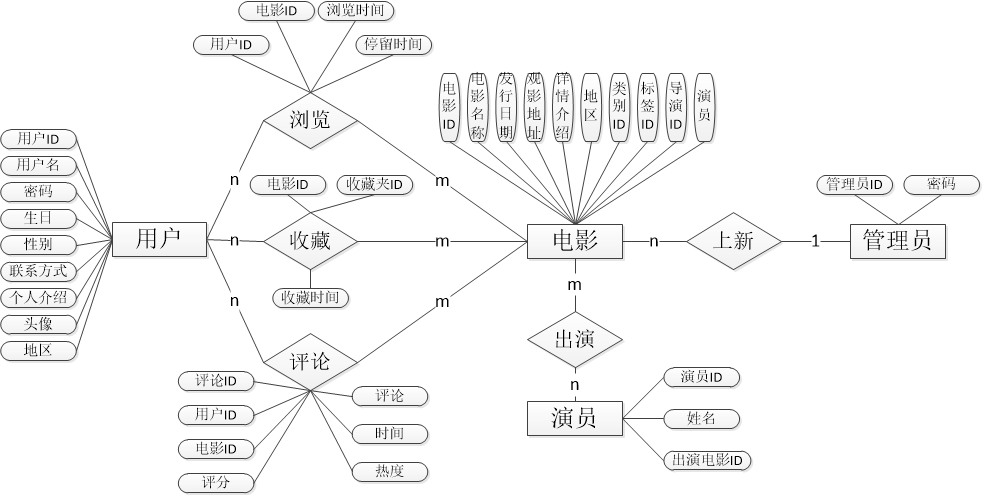 电影ID
浏览时间
用户ID
停留时间
浏览
用户ID
用户名
密码
生日
性别
联系方式
个人介绍
头像
地区
用户
n
m
电影ID
收藏夹ID
n
收藏
m
收藏时间
n
m
评论
评论ID
用户ID
电影ID
评分
评论
时间
热度
电影ID
电影名称
发行日期
观影地址
详情介绍
地区
类别ID
标签ID
导演ID
演员
电影
n
上新
1
管理员ID
密码
管理员
m
出演
n
演员
演员ID
姓名
出演电影ID